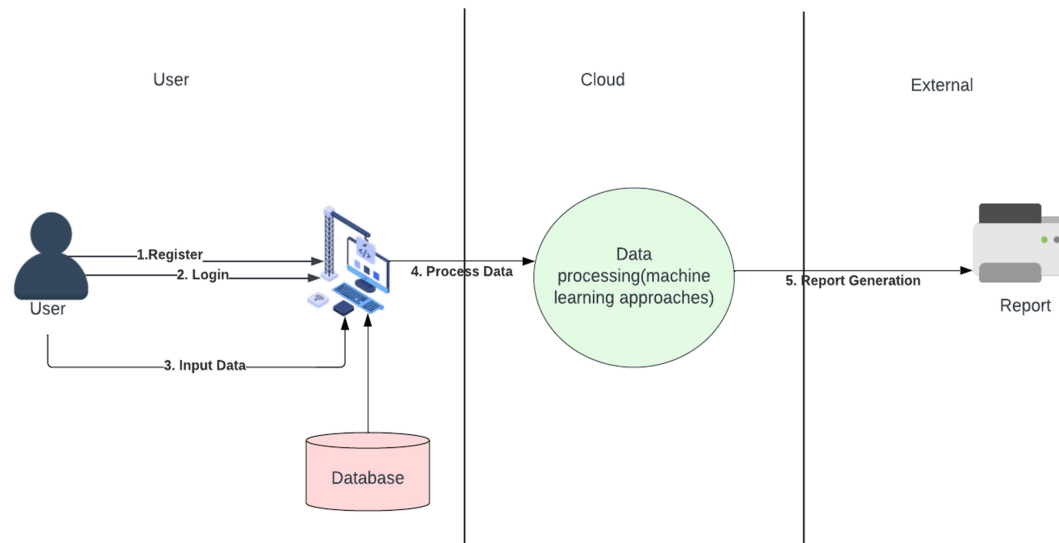 User
Cloud
External
1.Register
2. Login
User
3. Input Data
Database
4. Process Data
Data
processing(machine
learning approaches)
5. Report Generation
Report